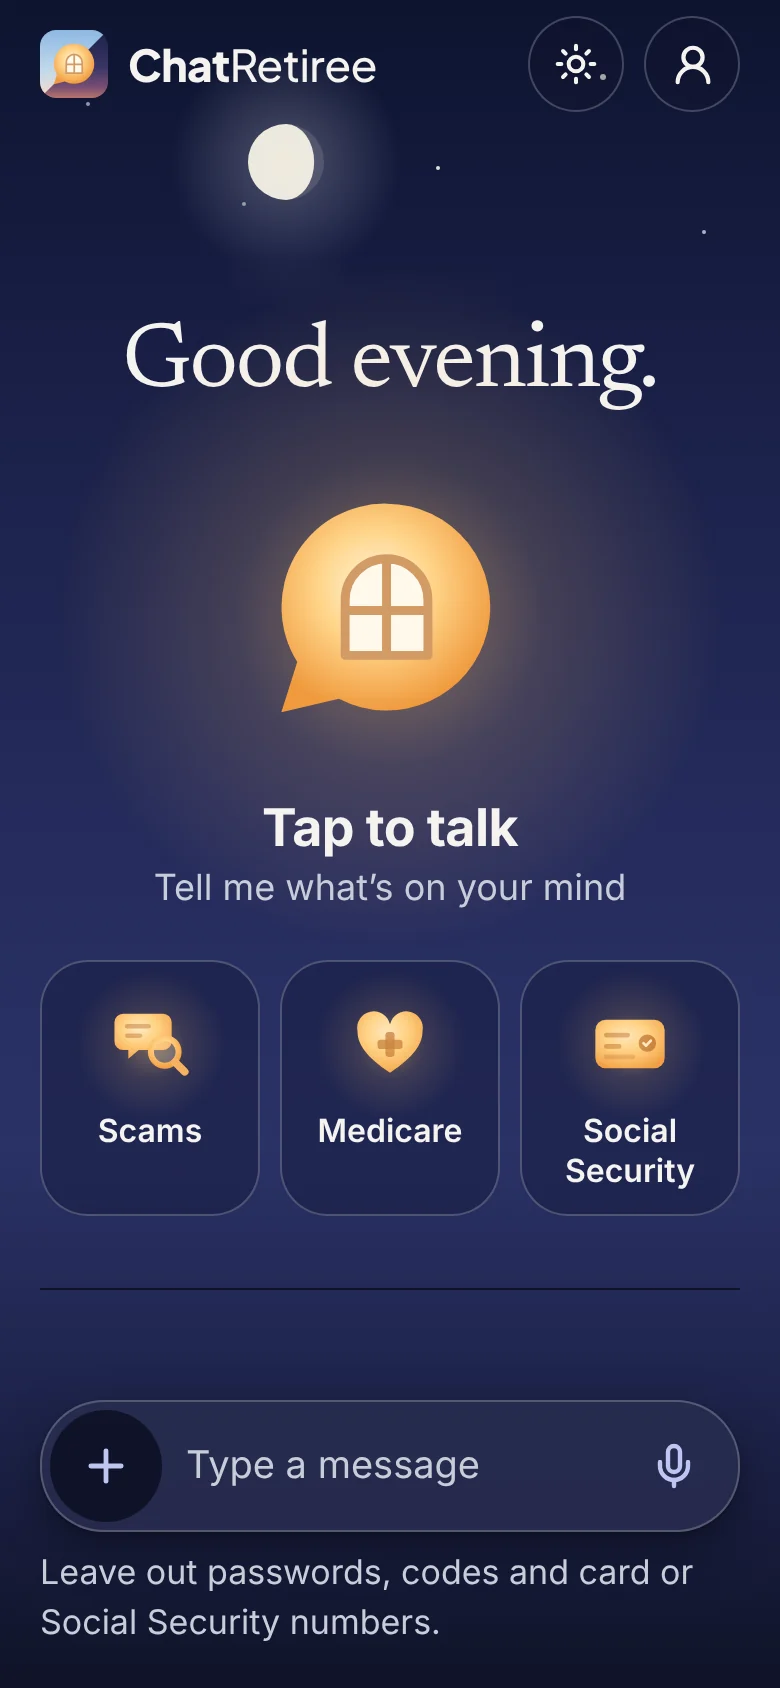 ChatRetiree
Good evening.
Tap to talk
Tell me what’s on your mind
Scams
Medicare
Social
Security
Type a message
Leave out passwords, codes and card or
Social Security numbers.